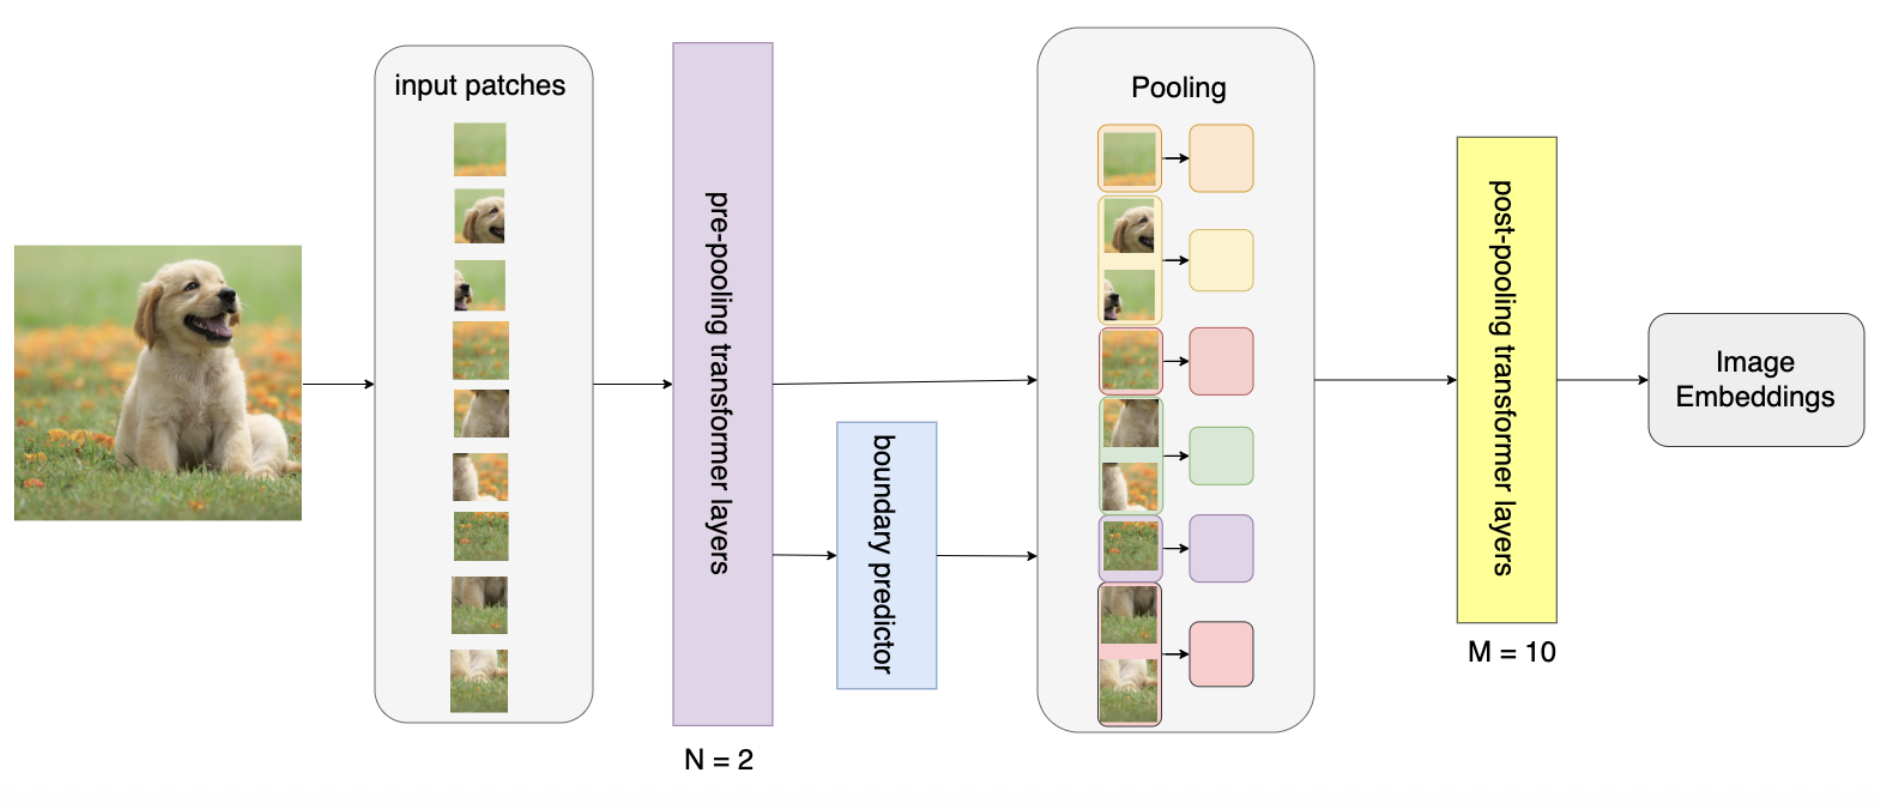 input patches
pre-pooling transformer layers
N = 2
boundary predictor
Pooling
post-pooling transformer layers
M = 10
Image
Embeddings